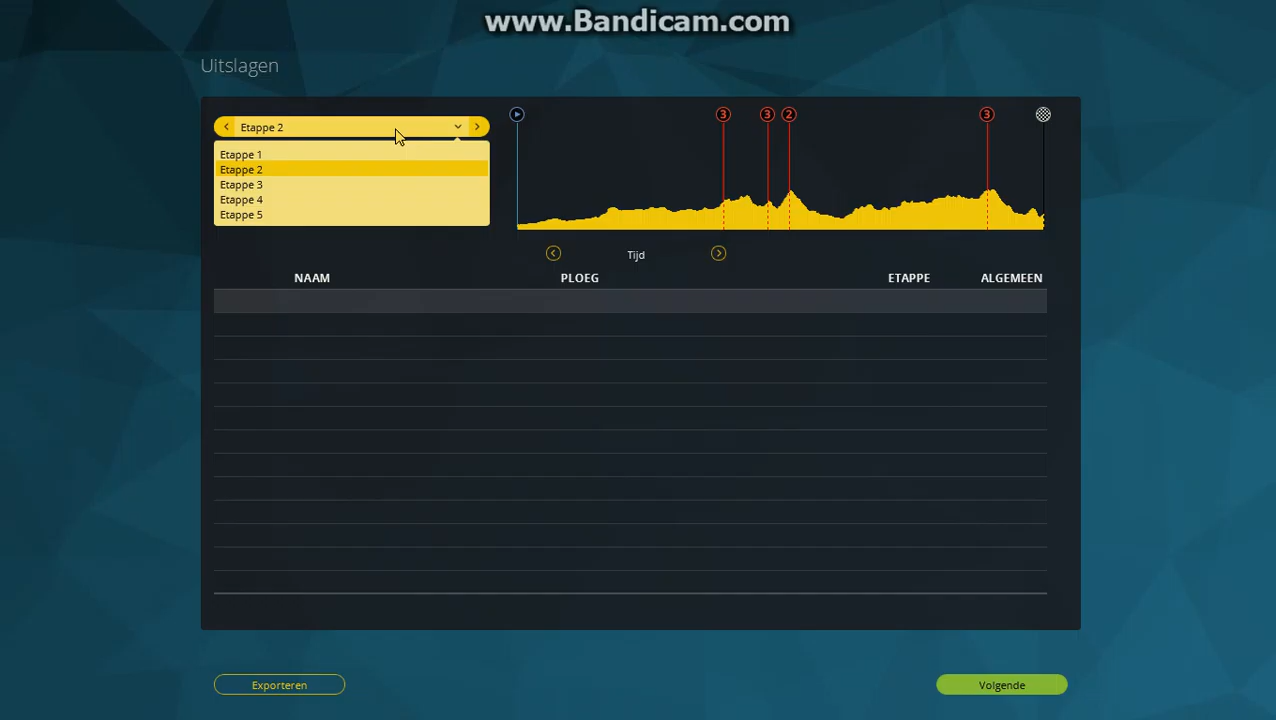 www.Bandicam.com
Uitslagen
Etappe 2
3 3 2 3
Etappe 1
Etappe 2
Etappe 3
Etappe 4
Etappe 5
Tijd
NAAM PLOEG ETAPPE ALGEMEEN
Exporteren Volgende